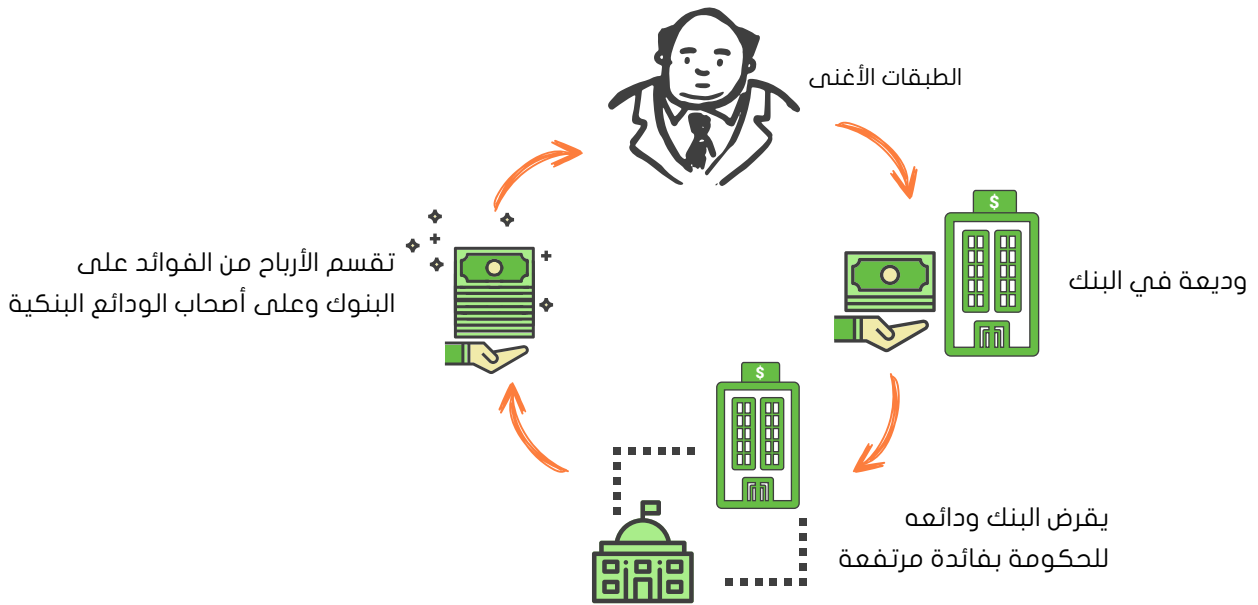 الطبقات الأغنى
$
وديعة في البنك
$
يقرض البنك ودائعه
للحكومة بفائدة مرتفعة
تقسم الأرباح من الفوائد على
البنوك وعلى أصحاب الودائع البنكية